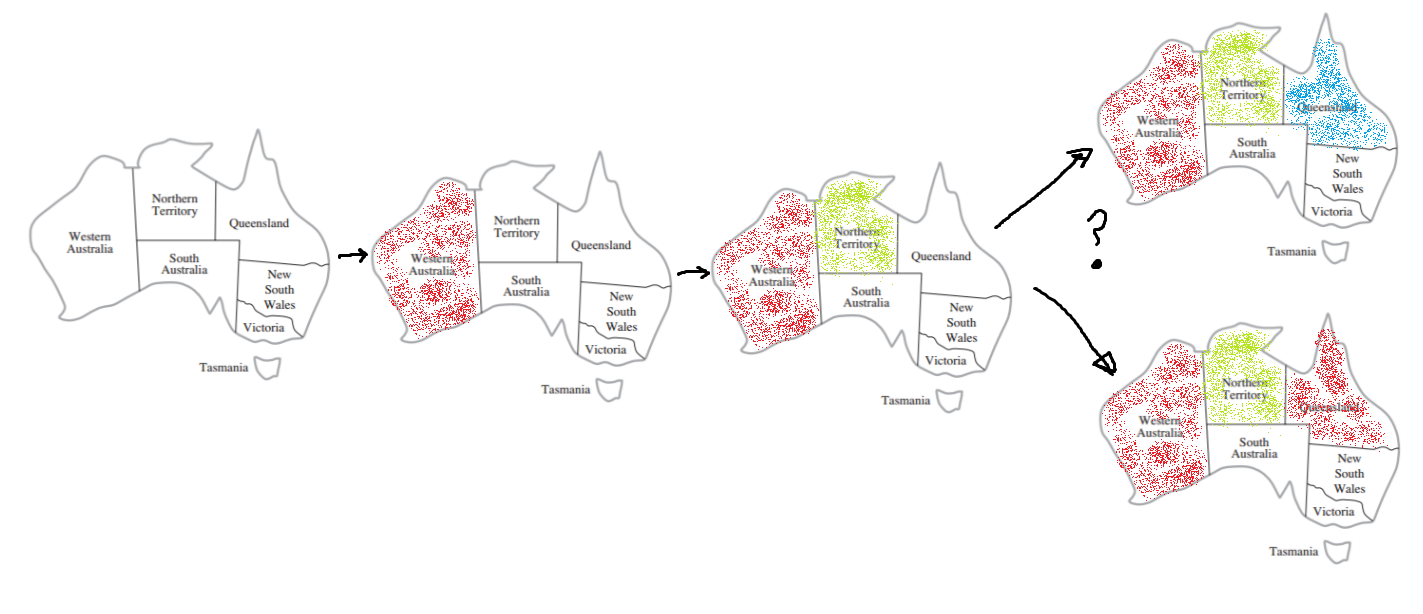 Western
Australia
Northern
Territory
Queensland
South
Australia
New
South
Wales
Victoria
Tasmania
Western
Australia
Northern
Territory
Queensland
South
Australia
New
South
Wales
Victoria
Tasmania
Western
Australia
Northern
Territory
Queensland
South
Australia
New
South
Wales
Victoria
Tasmania
?
Western
Australia
Northern
Territory
Queensland
South
Australia
New
South
Wales
Victoria
Tasmania
Western
Australia
Northern
Territory
Queensland
South
Australia
New
South
Wales
Victoria
Tasmania